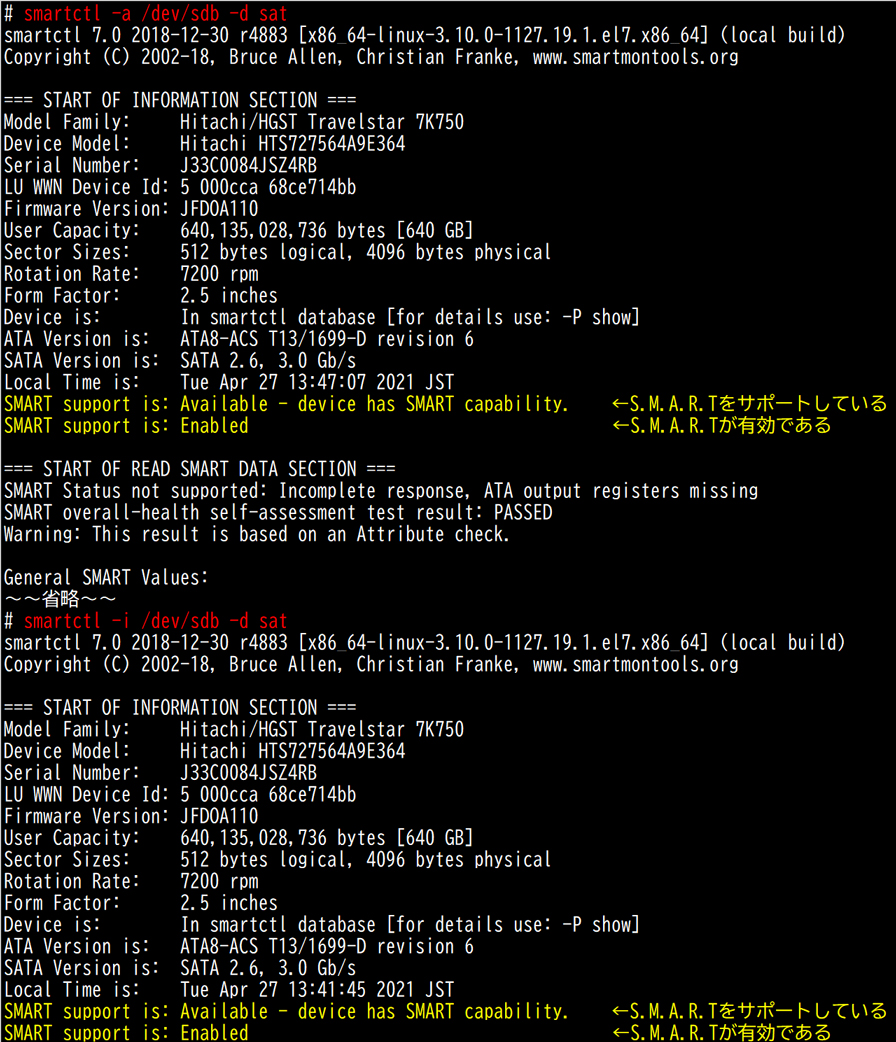 # smartctl -a /dev/sdb -d sat
smartctl 7.0 2018-12-30 r4883 [x86_64-linux-3.10.0-1127.19.1.el7.x86_64] (local build)
Copyright (C) 2002-18, Bruce Allen, Christian Franke, www.smartmontools.org
=== START OF INFORMATION SECTION ===
Model Family:     Hitachi/HGST Travelstar 7K750
Device Model:     Hitachi HTS727564A9E364
Serial Number:    J33C0084JSZ4RB
LU WWN Device Id: 5 000cca 68ce714bb
Firmware Version: JFDOA110
User Capacity:    640,135,028,736 bytes [640 GB]
Sector Sizes:     512 bytes logical, 4096 bytes physical
Rotation Rate:    7200 rpm
Form Factor:      2.5 inches
Device is:        In smartctl database [for details use: -P show]
ATA Version is:   ATA8-ACS T13/1699-D revision 6
SATA Version is:  SATA 2.6, 3.0 Gb/s
Local Time is:    Tue Apr 27 13:47:07 2021 JST
SMART support is: Available - device has SMART capability.    ←S.M.A.R.Tをサポートしている
SMART support is: Enabled                                     ←S.M.A.R.Tが有効である
=== START OF READ SMART DATA SECTION ===
SMART Status not supported: Incomplete response, ATA output registers missing
SMART overall-health self-assessment test result: PASSED
Warning: This result is based on an Attribute check.
General SMART Values:
～～省略～～
# smartctl -i /dev/sdb -d sat
smartctl 7.0 2018-12-30 r4883 [x86_64-linux-3.10.0-1127.19.1.el7.x86_64] (local build)
Copyright (C) 2002-18, Bruce Allen, Christian Franke, www.smartmontools.org
=== START OF INFORMATION SECTION ===
Model Family:     Hitachi/HGST Travelstar 7K750
Device Model:     Hitachi HTS727564A9E364
Serial Number:    J33C0084JSZ4RB
LU WWN Device Id: 5 000cca 68ce714bb
Firmware Version: JFDOA110
User Capacity:    640,135,028,736 bytes [640 GB]
Sector Sizes:     512 bytes logical, 4096 bytes physical
Rotation Rate:    7200 rpm
Form Factor:      2.5 inches
Device is:        In smartctl database [for details use: -P show]
ATA Version is:   ATA8-ACS T13/1699-D revision 6
SATA Version is:  SATA 2.6, 3.0 Gb/s
Local Time is:    Tue Apr 27 13:41:45 2021 JST
SMART support is: Available - device has SMART capability.    ←S.M.A.R.Tをサポートしている
SMART support is: Enabled                                     ←S.M.A.R.Tが有効である